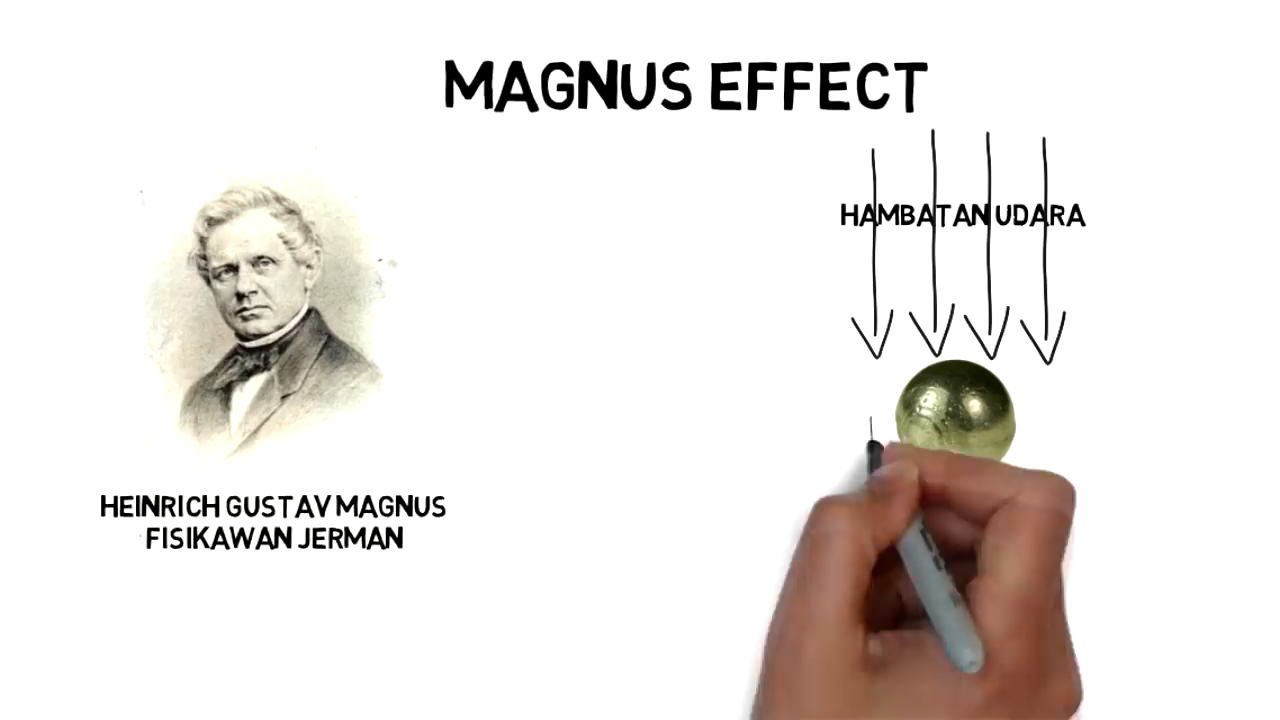 MAGNUS EFFECT
HAMBATAN UDARA
HEINRICH GUSTAV MAGNUS
FISIKAWAN JERMAN